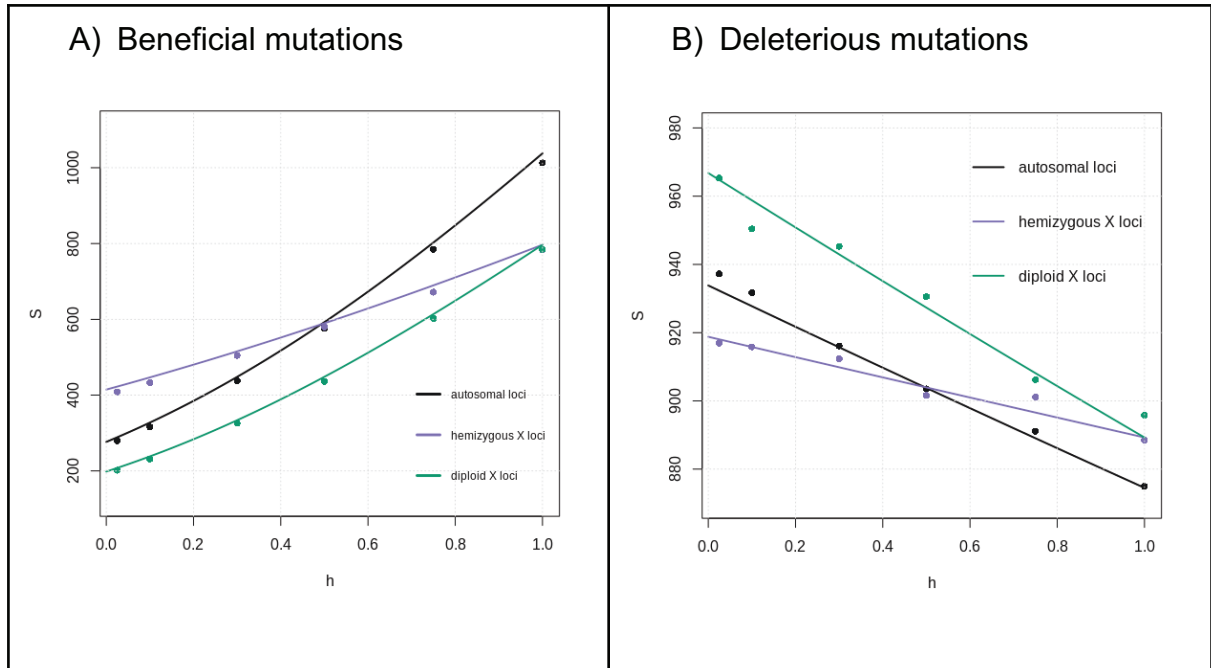 A) Beneficial mutations
S
1000
800
600
400
200
autosomal loci
hemizygous X loci
diploid X loci
0.0 0.2 0.4 0.6 0.8 1.0
h
B) Deleterious mutations
S
980
960
940
920
900
880
autosomal loci
hemizygous X loci
diploid X loci
0.0 0.2 0.4 0.6 0.8 1.0
h